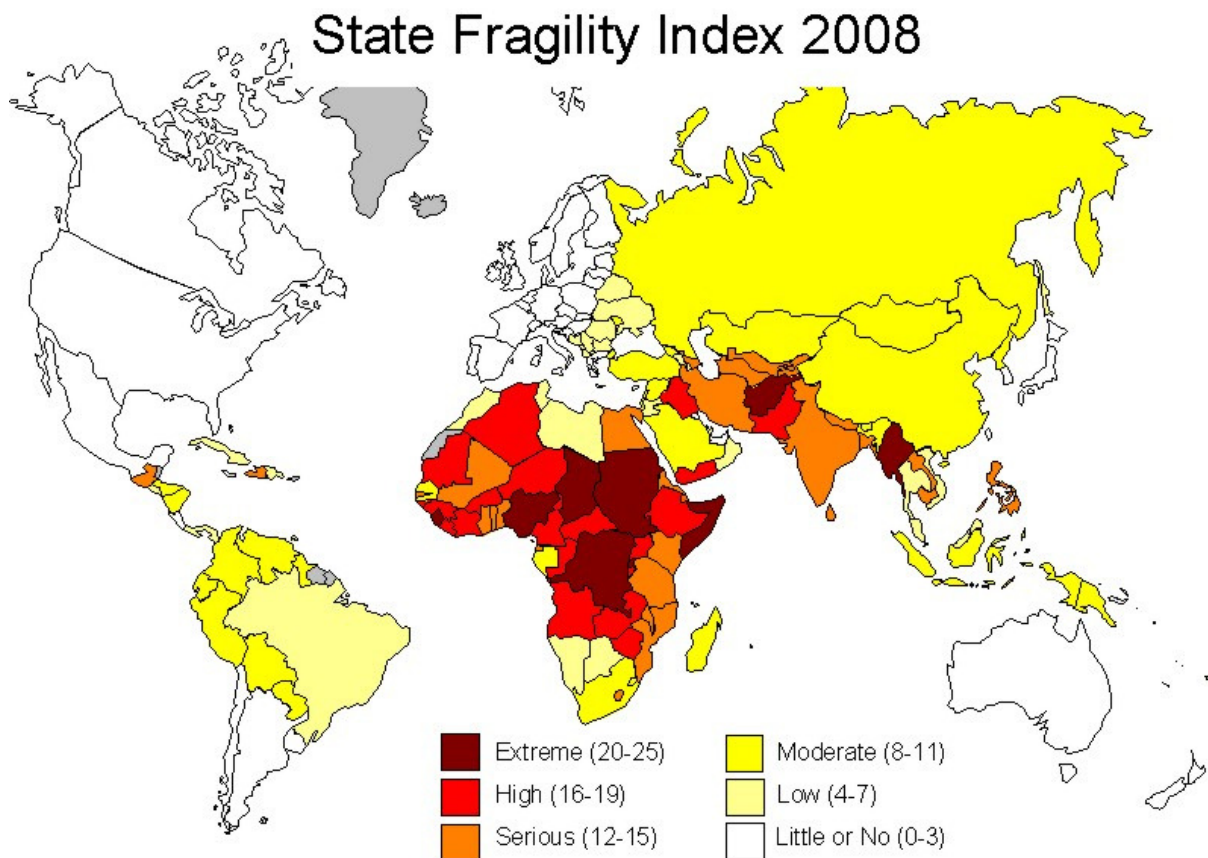 State Fragility Index 2008
Extreme (20-25)
High (16-19)
Serious (12-15)
Moderate (8-11)
Low (4-7)
Little or No (0-3)